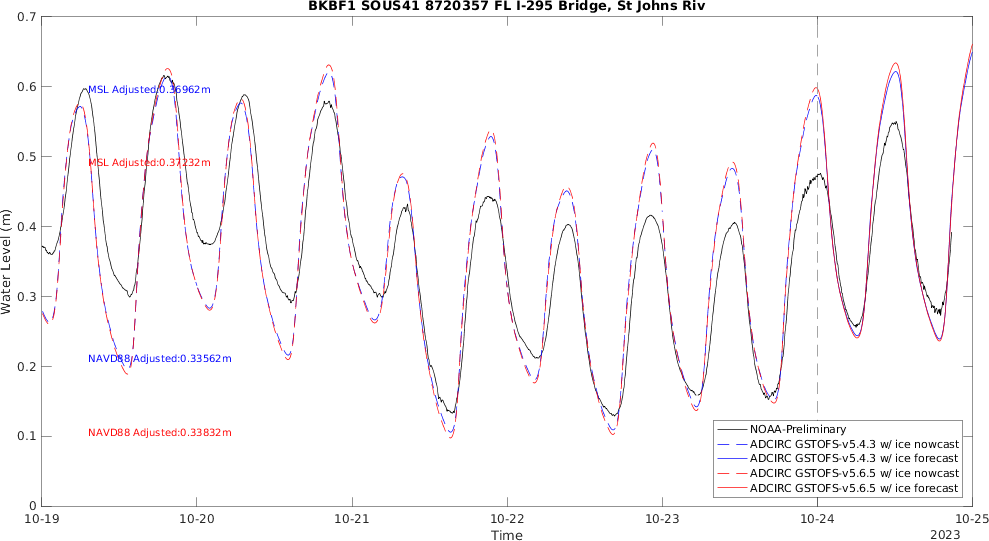 BKBF1 SOUS41 8720357 FL I-295 Bridge, St Johns Riv
0.7
0.6
0.5
0.4
0.3
0.2
0.1
0
Water Level (m)
MSL Adjusted:0.36962m
MSL Adjusted:0.37232m
NAVD88 Adjusted:0.33562m
NAVD88 Adjusted:0.33832m
NOAA-Preliminary
ADCIRC GSTOFS-v5.4.3 w/ ice nowcast
ADCIRC GSTOFS-v5.4.3 w/ ice forecast
ADCIRC GSTOFS-v5.6.5 w/ ice nowcast
ADCIRC GSTOFS-v5.6.5 w/ ice forecast
10-19 10-20 10-21 10-22 10-23 10-24 10-25
Time
2023